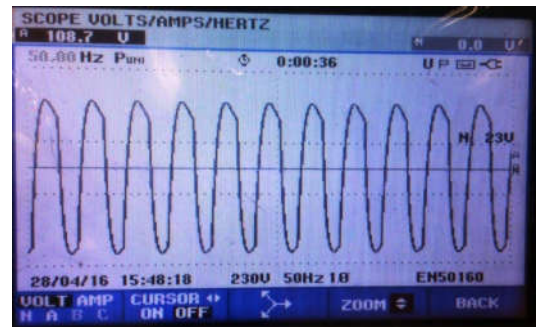 SCOPE VOLTS/AMPS/HERTZ
A 108.7 V
0.0 V
50.00 Hz
0:00:36
U P
N 23V
28/04/16 15:48:18 230V 50Hz 1Ø EN50160
VOLT AMP CURSOR ZOOM BACK
N A B C ON OFF